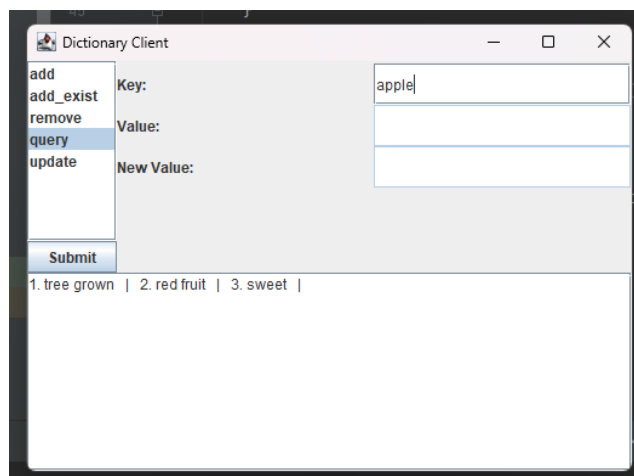 45
Dictionary Client
add
add_exist
remove
query
update
Key:
apple
Value:
New Value:
Submit
1. tree grown | 2. red fruit | 3. sweet |